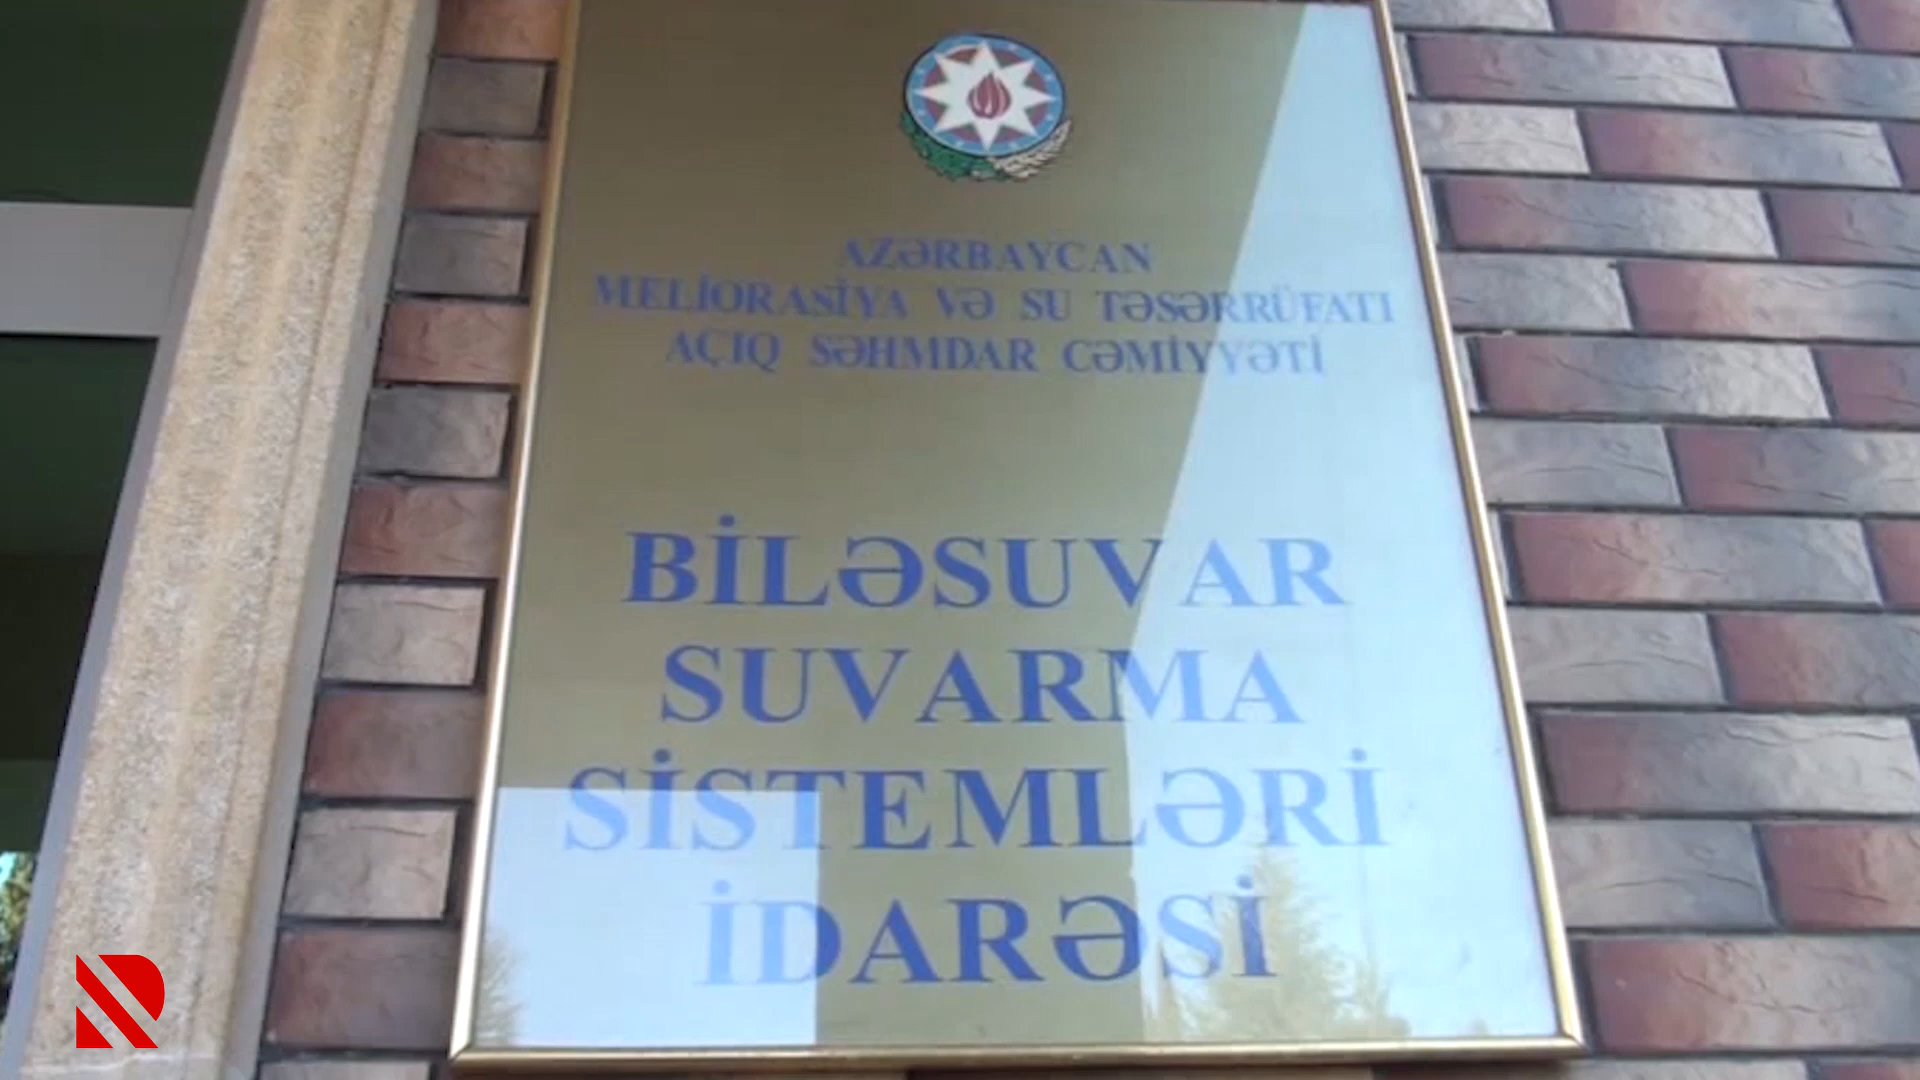 AZƏRBAYCAN
MELİORASİYA VƏ SU TƏSƏRRÜFATI
AÇIQ SƏHMDAR CƏMİYYƏTİ
BİLƏSUVAR
SUVARMA
SİSTEMLƏRİ
İDARƏSİ